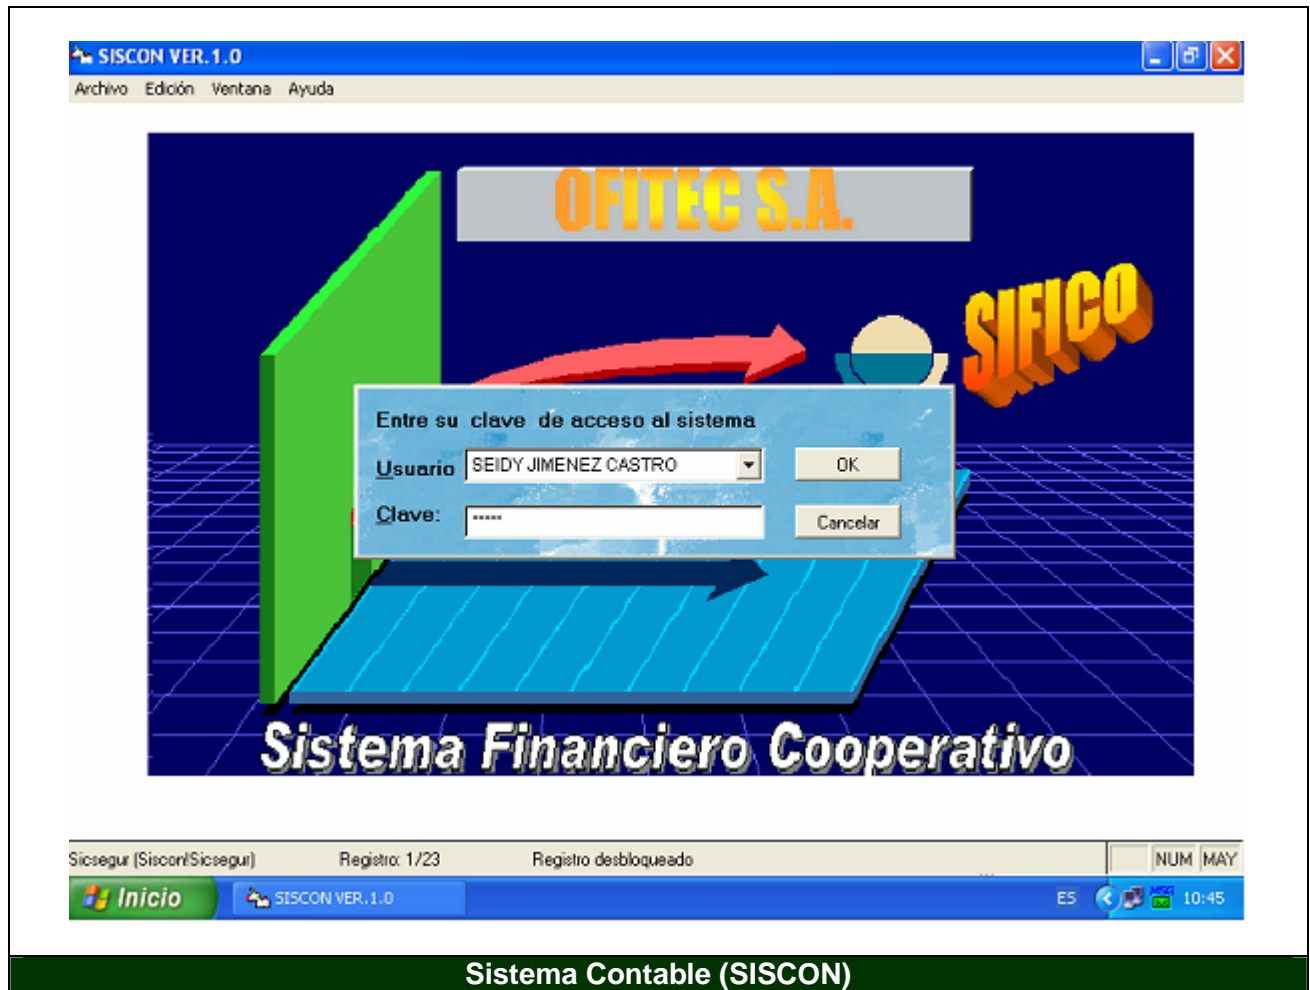 SISCON VER.1.0
Archivo Edición Ventana Ayuda
OFITEC S.A.
SIFICO
Entre su clave de acceso al sistema
Usuario SEIDY JIMENEZ CASTRO OK
Clave: ***** Cancelar
Sistema Financiero Cooperativo
Sicsegur (Siscon!Sicsegur) Registro: 1/23 Registro desbloqueado NUM MAY
Inicio SISCON VER.1.0 ES MSG 10:45
Sistema Contable (SISCON)